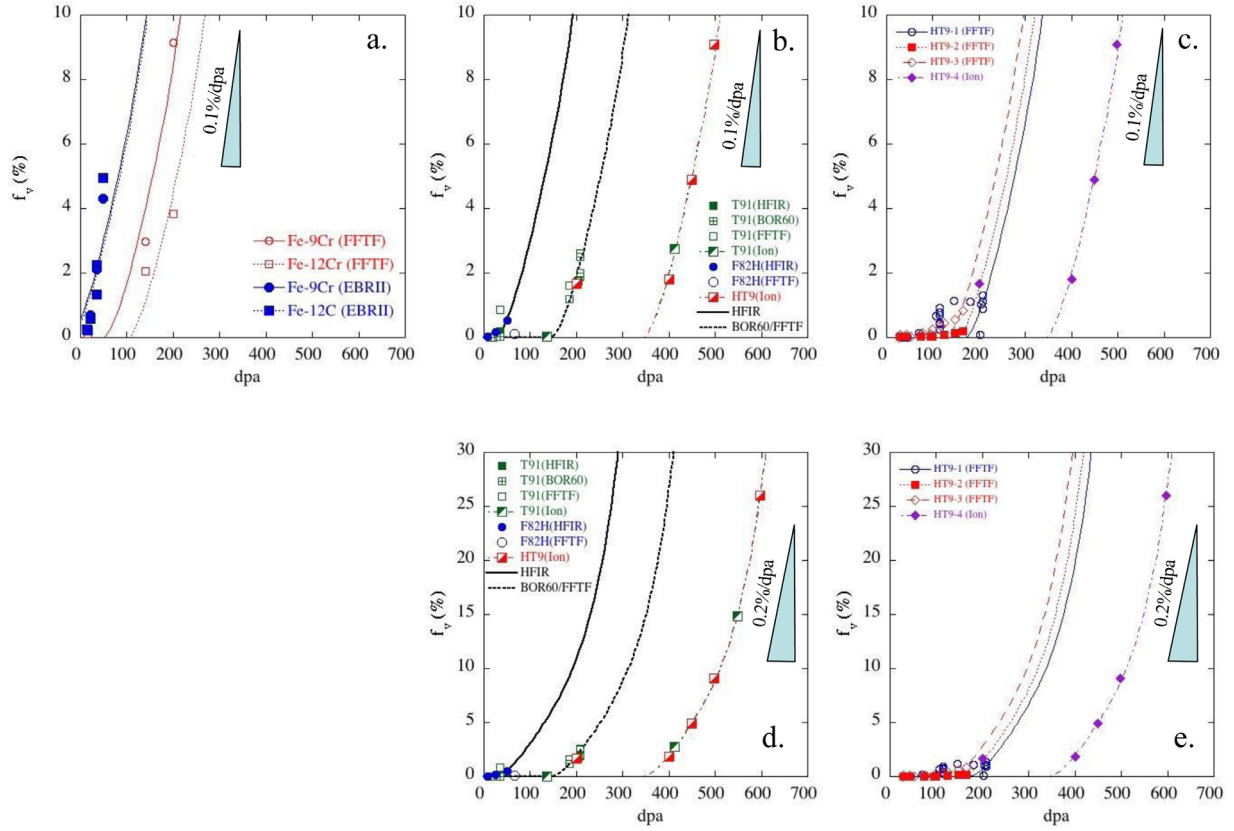 a.
10
8
6
4
2
0
f_v (%)
0.1%/dpa
Fe-9Cr (FFTF)
Fe-12Cr (FFTF)
Fe-9Cr (EBRII)
Fe-12C (EBRII)
0 100 200 300 400 500 600 700
dpa
b.
10
8
6
4
2
0
f_v (%)
0.1%/dpa
T91(HFIR)
T91(BOR60)
T91(FFTF)
T91(Ion)
F82H(HFIR)
F82H(FFTF)
HT9(Ion)
HFIR
BOR60/FFTF
0 100 200 300 400 500 600 700
dpa
c.
HT9-1 (FFTF)
HT9-2 (FFTF)
HT9-3 (FFTF)
HT9-4 (Ion)
10
8
6
4
2
0
f_v (%)
0.1%/dpa
0 100 200 300 400 500 600 700
dpa
30
25
20
15
10
5
0
f_v (%)
T91(HFIR)
T91(BOR60)
T91(FFTF)
T91(Ion)
F82H(HFIR)
F82H(FFTF)
HT9(Ion)
HFIR
BOR60/FFTF
0.2%/dpa
d.
0 100 200 300 400 500 600 700
dpa
30
25
20
15
10
5
0
f_v (%)
HT9-1 (FFTF)
HT9-2 (FFTF)
HT9-3 (FFTF)
HT9-4 (Ion)
0.2%/dpa
e.
0 100 200 300 400 500 600 700
dpa